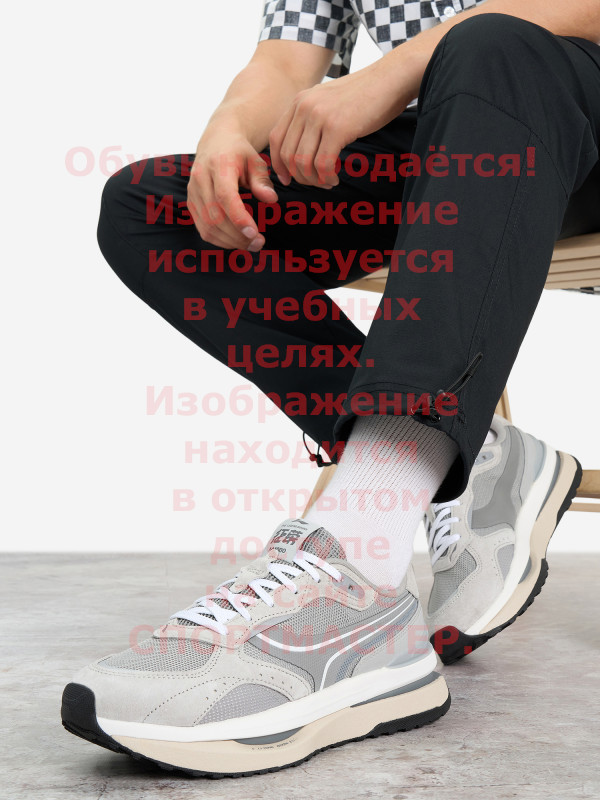 Обувь не продаётся!
Изображение
используется
в учебных
целях.
Изображение
находится
в открытом
доступе
на сайте
СПОРТМАСТЕР.